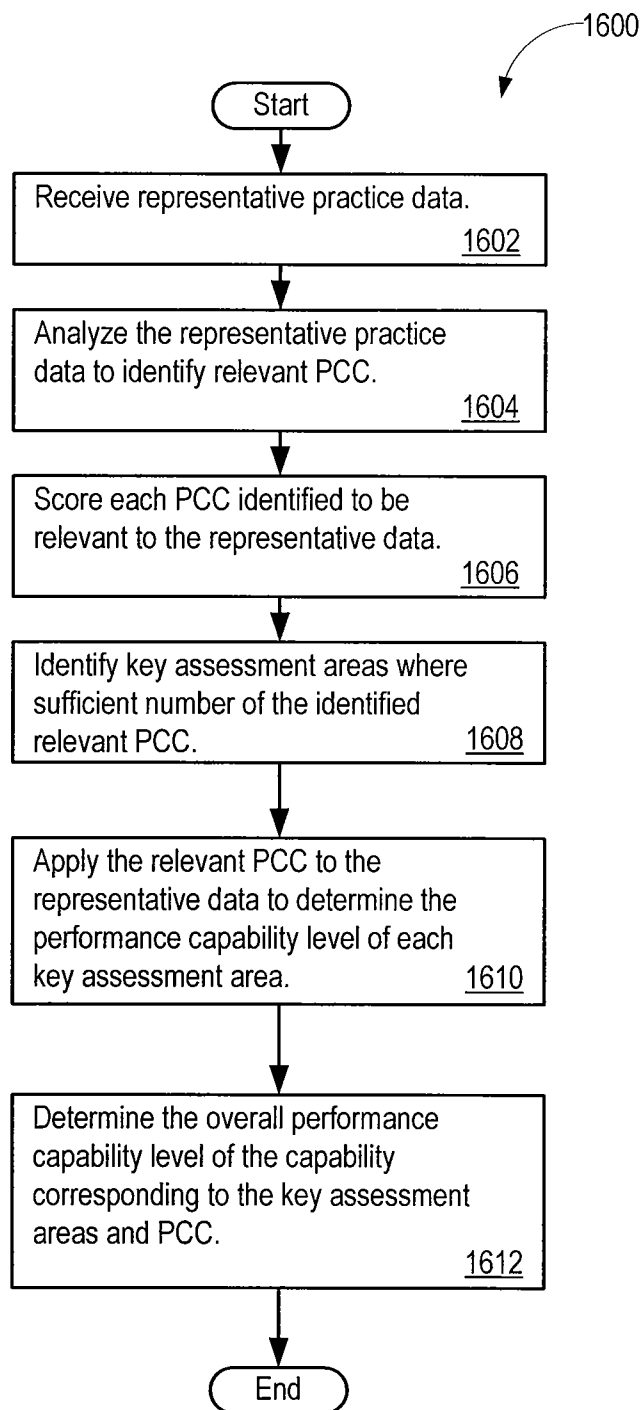 1600
Start
Receive representative practice data.
1602
Analyze the representative practice
data to identify relevant PCC.
1604
Score each PCC identified to be
relevant to the representative data.
1606
Identify key assessment areas where
sufficient number of the identified
relevant PCC.
1608
Apply the relevant PCC to the
representative data to determine the
performance capability level of each
key assessment area.
1610
Determine the overall performance
capability level of the capability
corresponding to the key assessment
areas and PCC.
1612
End